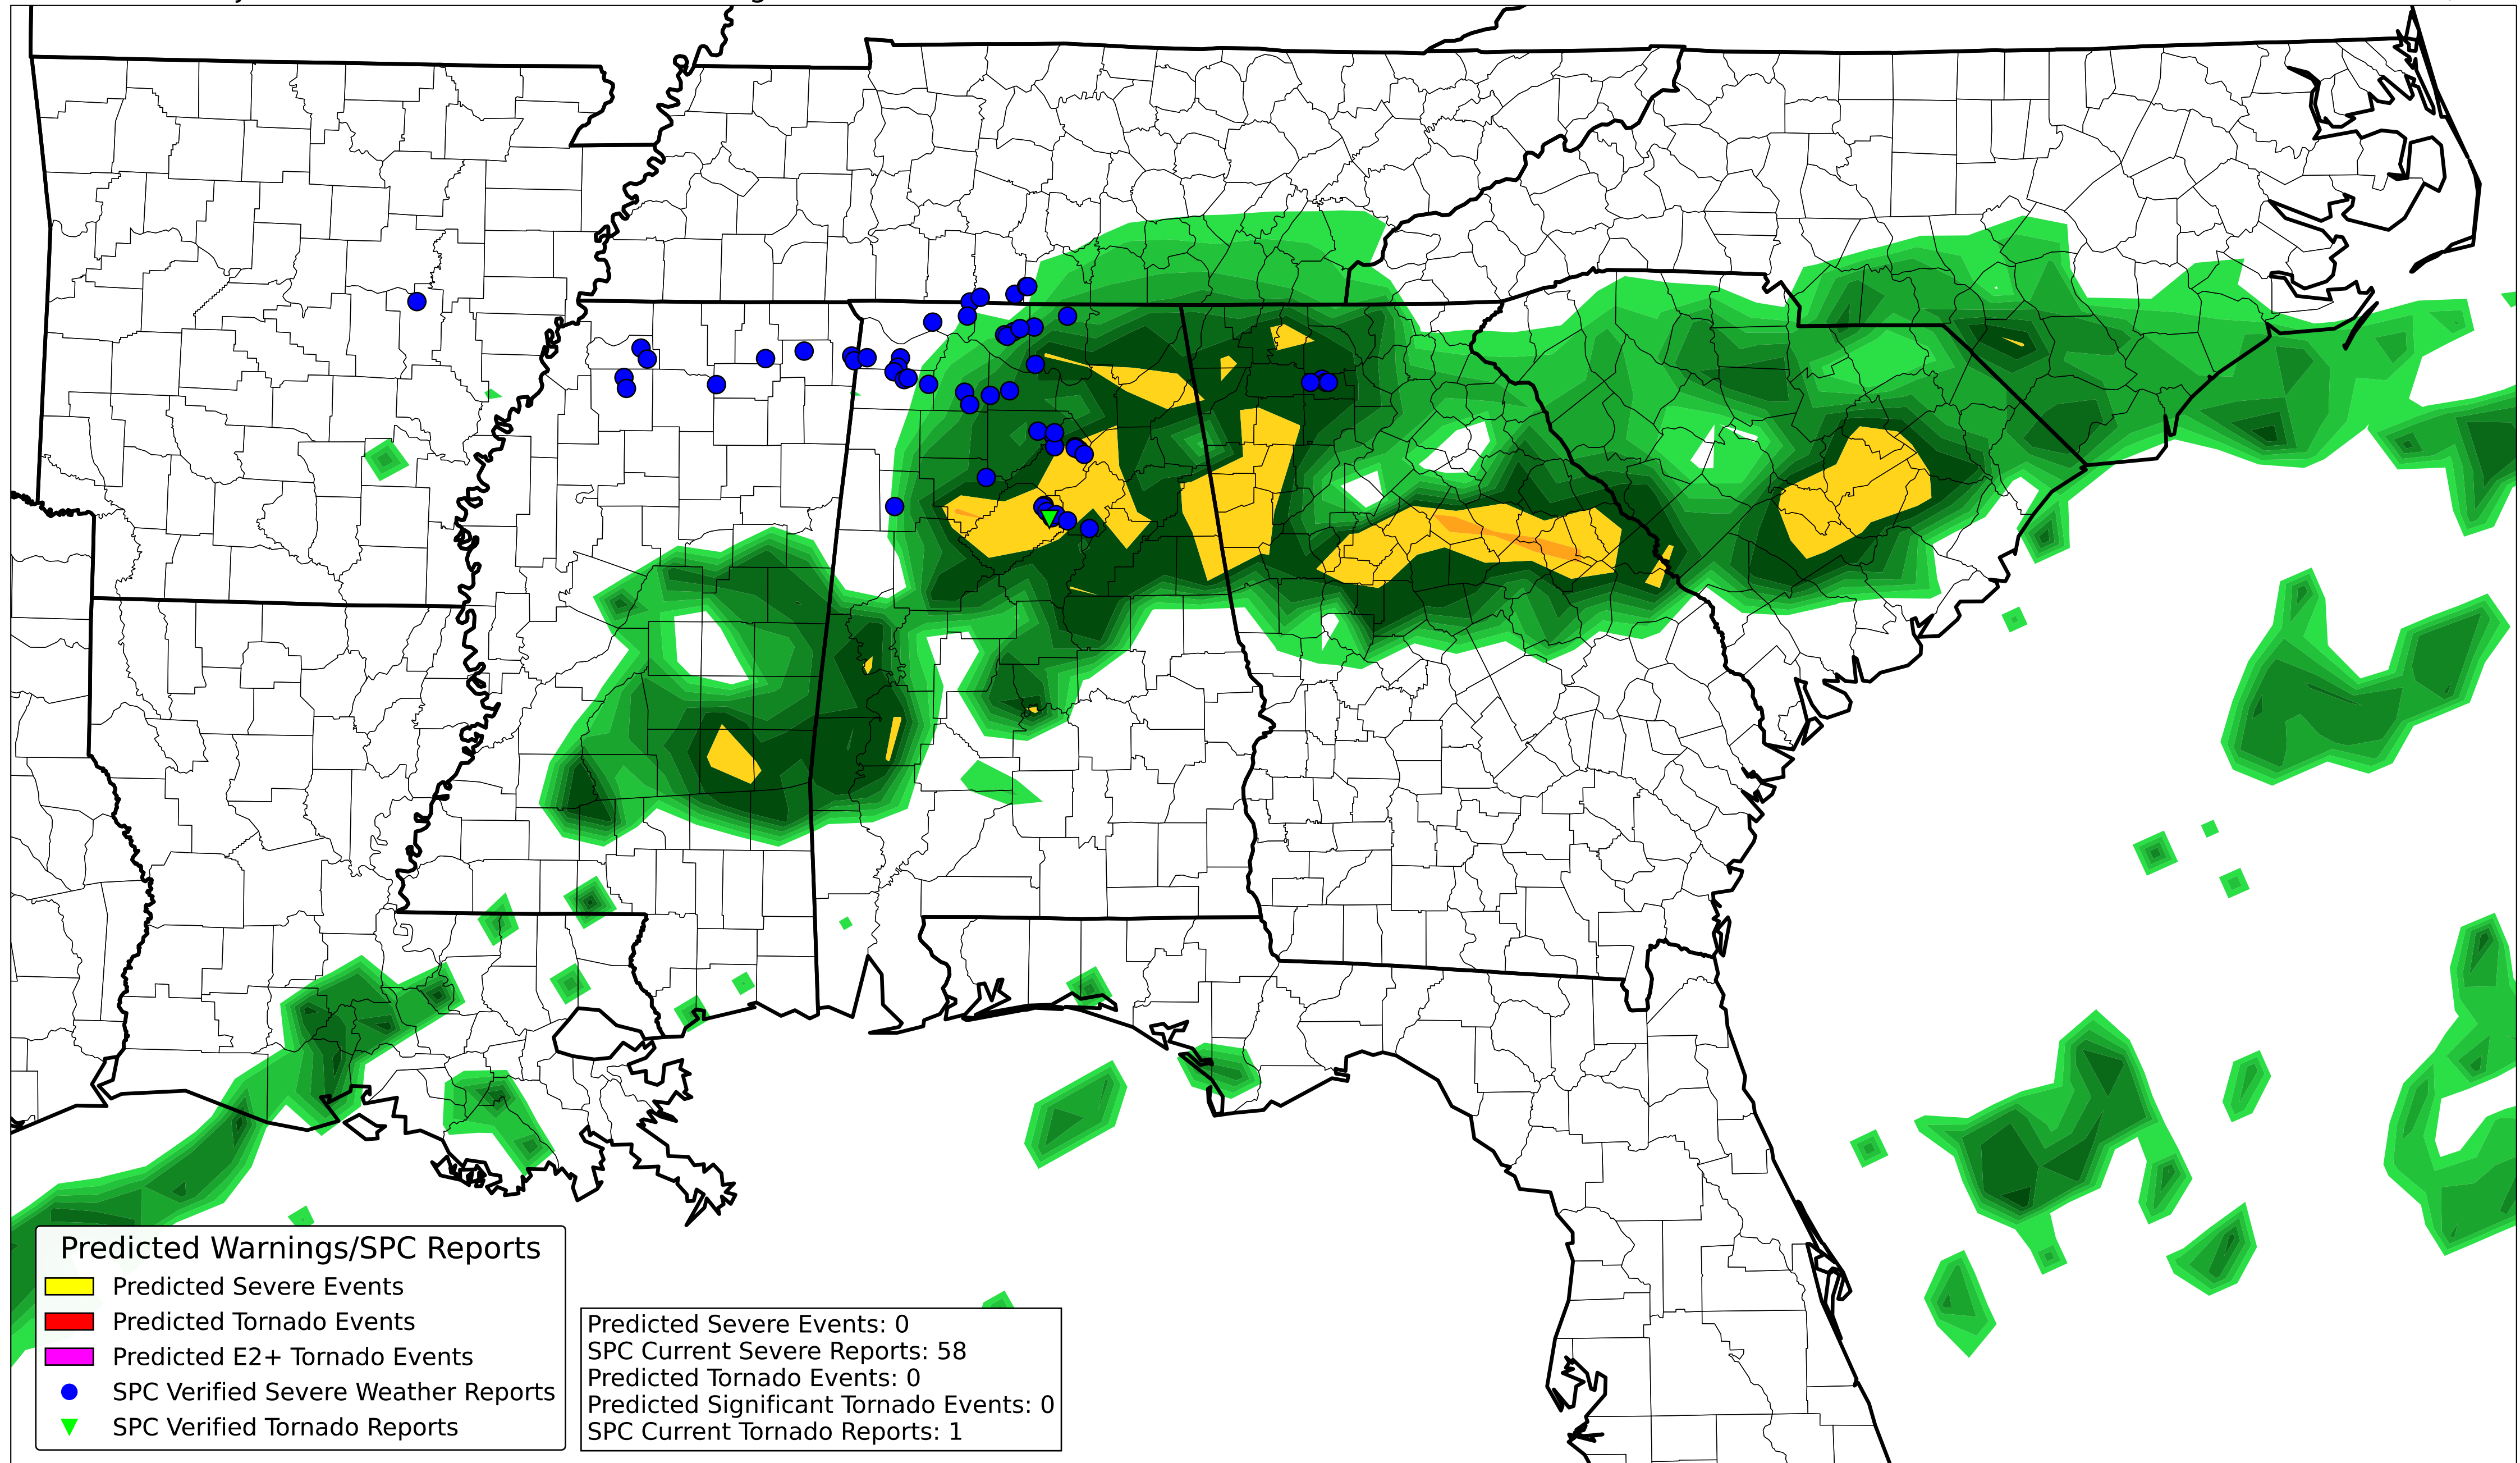 Predicted Warnings/SPC Reports
Predicted Severe Events
Predicted Tornado Events
Predicted E2+ Tornado Events
SPC Verified Severe Weather Reports
SPC Verified Tornado Reports
Predicted Severe Events: 0
SPC Current Severe Reports: 58
Predicted Tornado Events: 0
Predicted Significant Tornado Events: 0
SPC Current Tornado Reports: 1